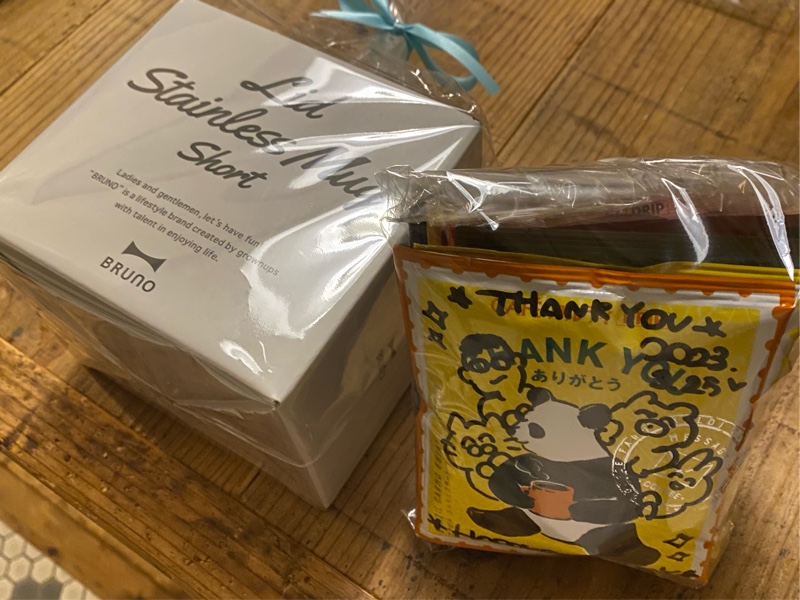 Lid
Stainless Mug
Short
Ladies and gentlemen, let's have fun!
"BRUNO" is a lifestyle brand created by grownups
with talent in enjoying life.
BRUNO
DRIP
THANK YOU
ANK Y
2023.
ありがとう